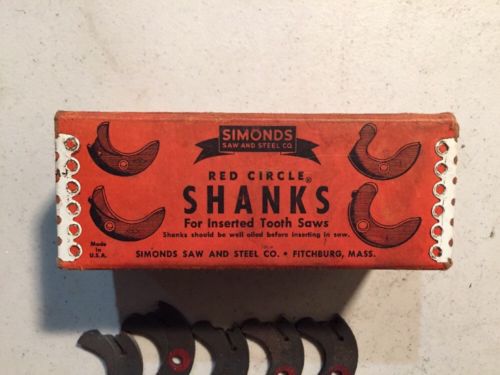 SIMONDS
SAW AND STEEL CO.
RED CIRCLE®
SHANKS
For Inserted Tooth Saws
Shanks should be well oiled before inserting in saw.
Made
in
U.S.A.
SIMONDS SAW AND STEEL CO. • FITCHBURG, MASS.